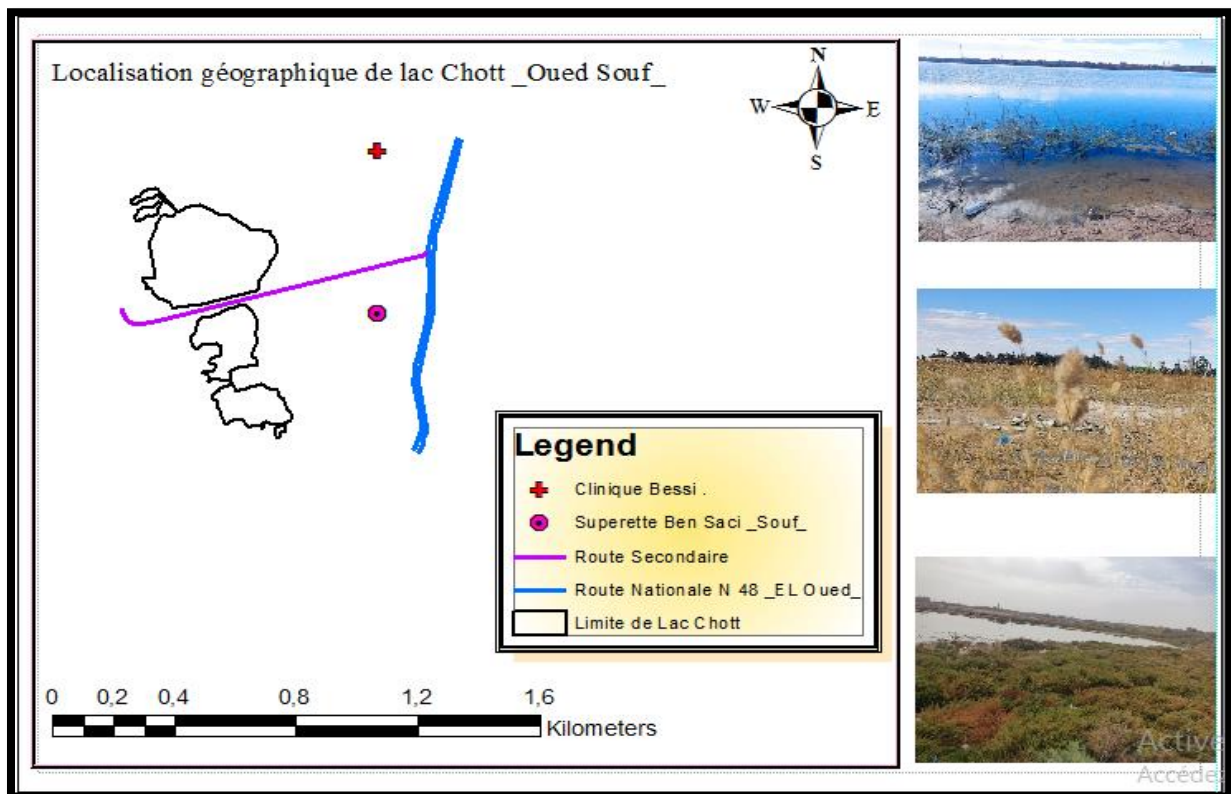 Localisation géographique de lac Chott _Oued Souf_
N
W E
S
Legend
Clinique Bessi .
Superette Ben Saci _Souf_
Route Secondaire
Route Nationale N 48 _EL Oued_
Limite de Lac Chott
0 0,2 0,4 0,8 1,2 1,6
Kilometers
Active
Accédez